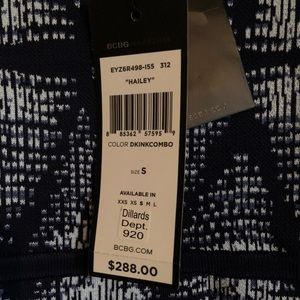 BCBG
EYZ6R498-I55 312
"HAILEY"
8 85362 57595 9
COLOR DKINKCOMBO
SIZE S
AVAILABLE IN
XXS XS S M L
Dillards
Dept.
920
BCBG.COM
$288.00